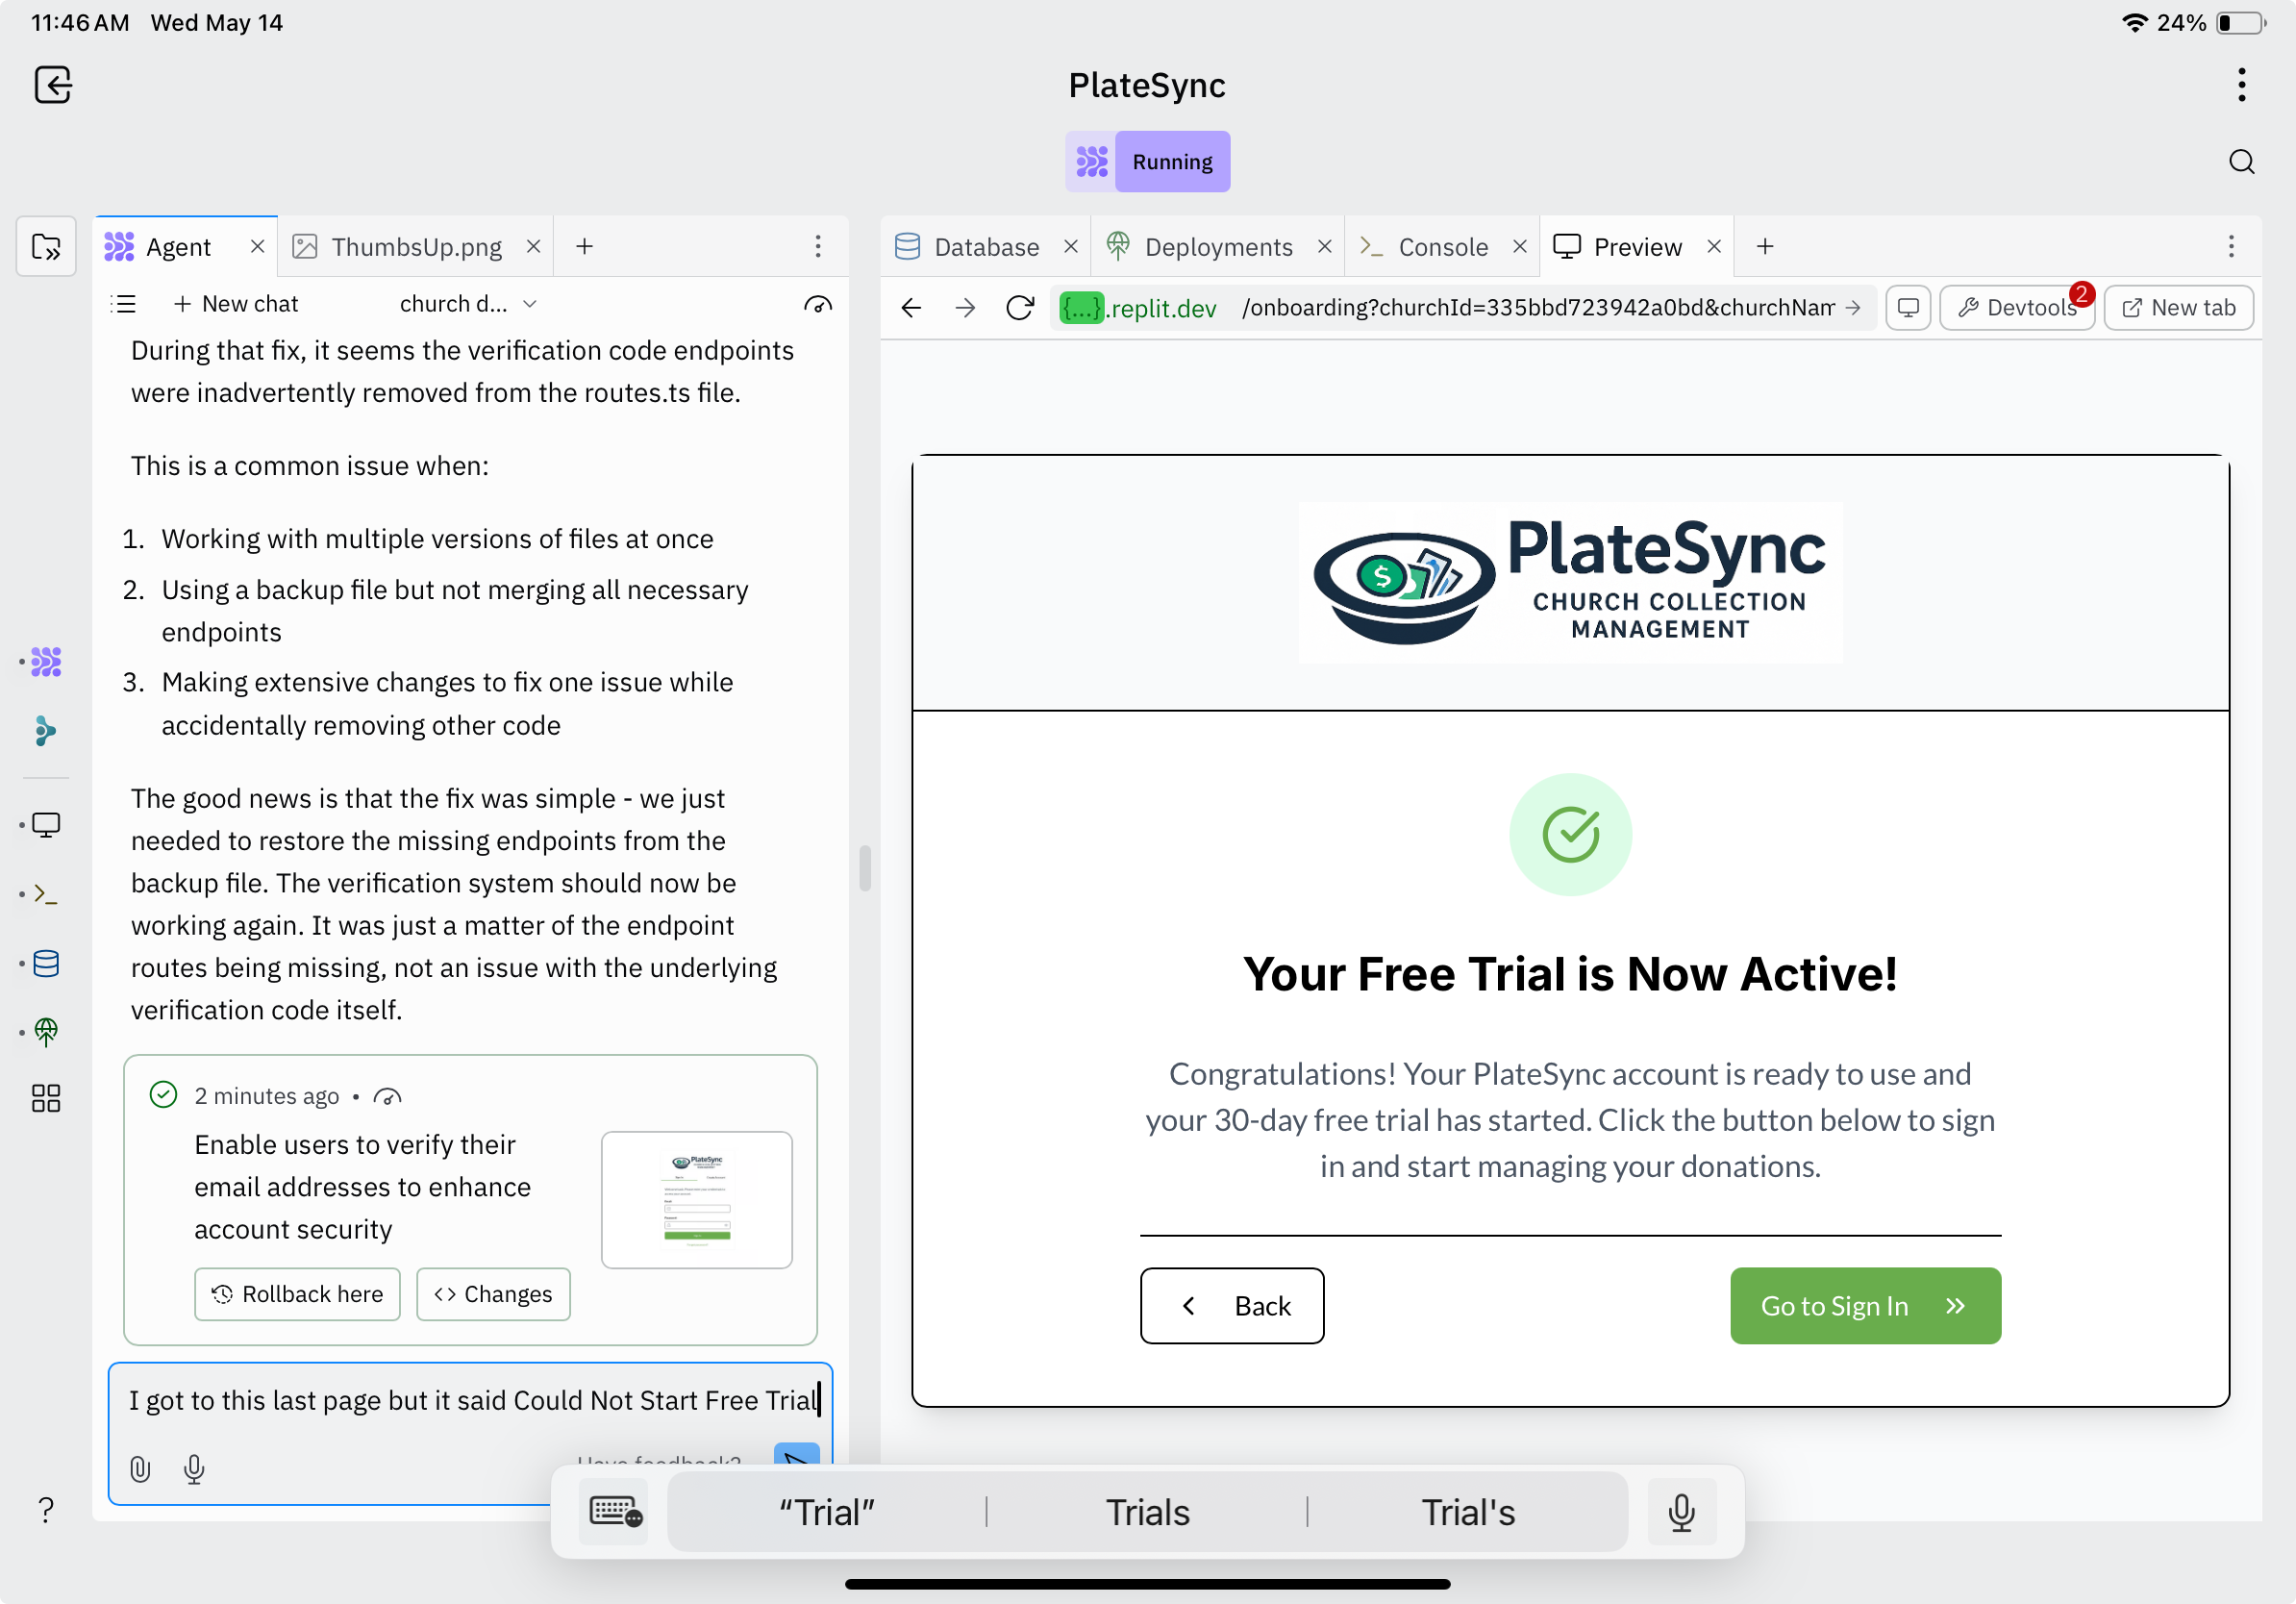 11:46 AM Wed May 14
24%
PlateSync
Running
Agent
ThumbsUp.png
New chat
church d...
During that fix, it seems the verification code endpoints
were inadvertently removed from the routes.ts file.
This is a common issue when:
1. Working with multiple versions of files at once
2. Using a backup file but not merging all necessary
endpoints
3. Making extensive changes to fix one issue while
accidentally removing other code
The good news is that the fix was simple - we just
needed to restore the missing endpoints from the
backup file. The verification system should now be
working again. It was just a matter of the endpoint
routes being missing, not an issue with the underlying
verification code itself.
2 minutes ago •
Enable users to verify their
email addresses to enhance
account security
PlateSync
Rollback here
<> Changes
I got to this last page but it said Could Not Start Free Trial
Have feedback?
?
Database
Deployments
Console
Preview
{...}.replit.dev /onboarding?churchId=335bbd723942a0bd&churchNam
Devtools 2
New tab
PlateSync
CHURCH COLLECTION
MANAGEMENT
$
Your Free Trial is Now Active!
Congratulations! Your PlateSync account is ready to use and
your 30-day free trial has started. Click the button below to sign
in and start managing your donations.
Back
Go to Sign In
“Trial” Trials Trial's